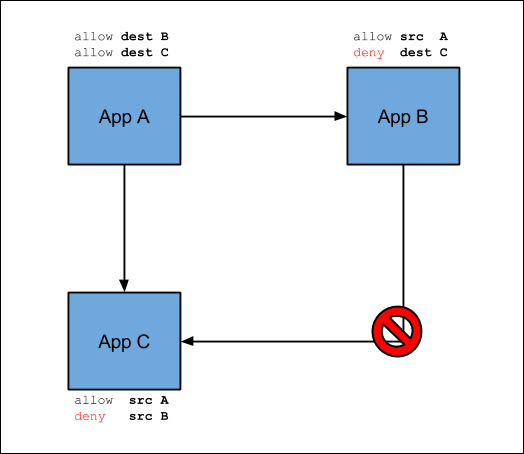 allow dest B
allow dest C
allow src A
deny dest C
App A
App B
App C
allow src A
deny src B